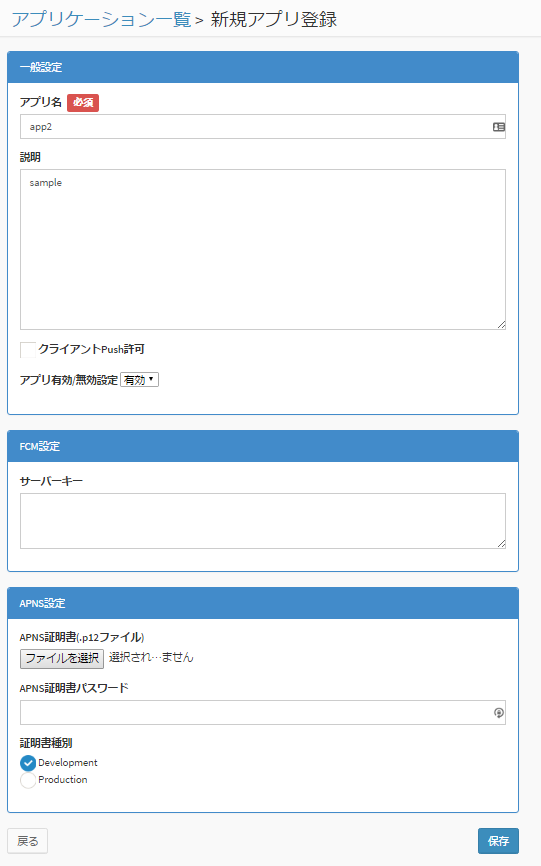 アプリケーション一覧 > 新規アプリ登録
一般設定
アプリ名 必須
app2
説明
sample
クライアントPush許可
アプリ有効/無効設定 有効
FCM設定
サーバーキー
APNS設定
APNS証明書(.p12ファイル)
ファイルを選択 選択され…ません
APNS証明書パスワード
証明書種別
Development
Production
戻る 保存